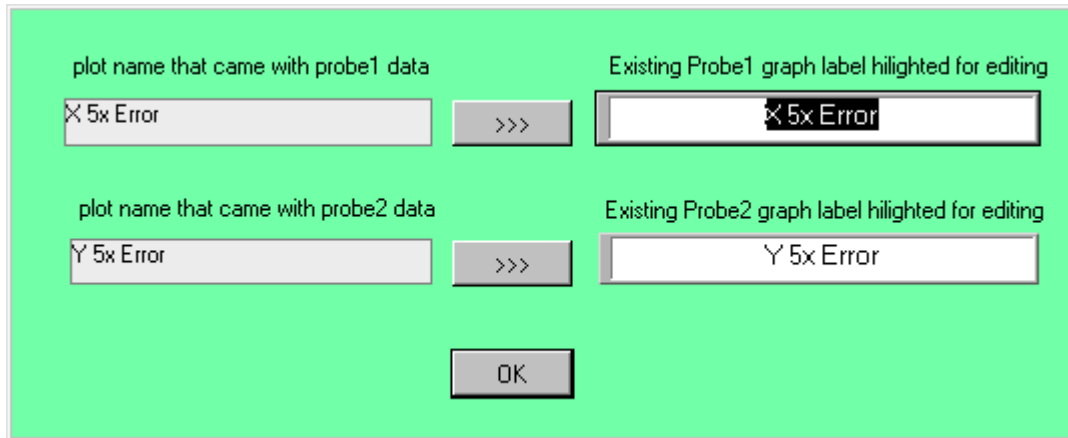 plot name that came with probe1 data
Existing Probe1 graph label hilighted for editing
X 5x Error
>>>
X 5x Error
plot name that came with probe2 data
Existing Probe2 graph label hilighted for editing
Y 5x Error
>>>
Y 5x Error
OK